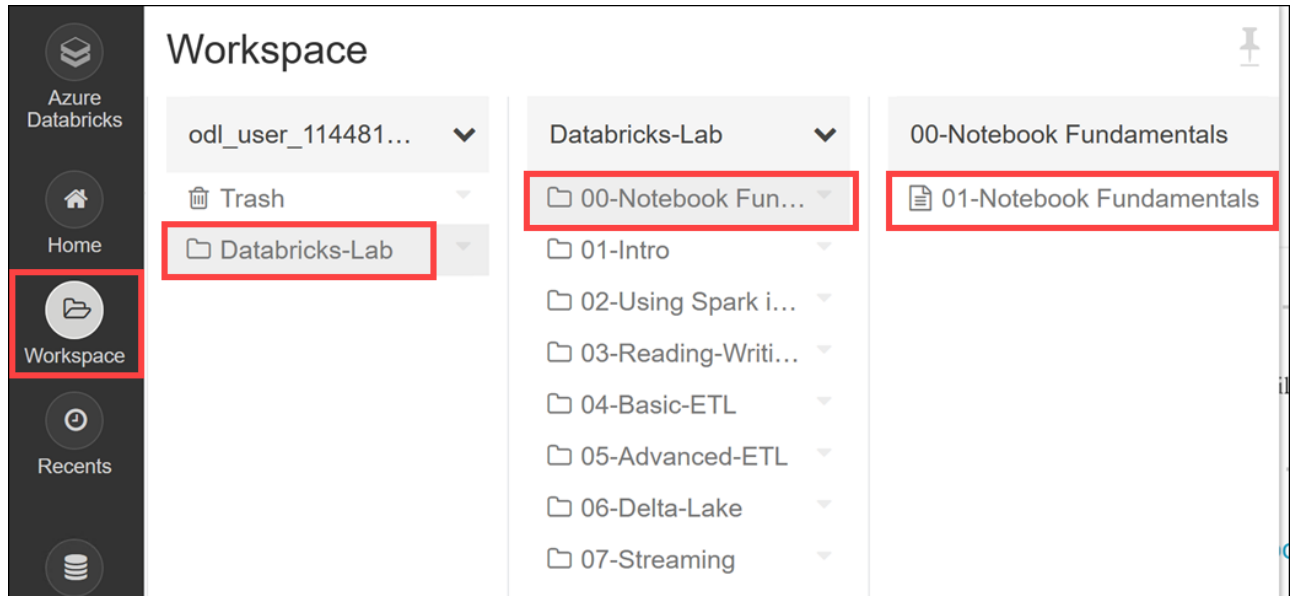 Azure
Databricks
Home
Workspace
Recents
Workspace
odl_user_114481...
Trash
Databricks-Lab
Databricks-Lab
00-Notebook Fun...
01-Intro
02-Using Spark i...
03-Reading-Writi...
04-Basic-ETL
05-Advanced-ETL
06-Delta-Lake
07-Streaming
00-Notebook Fundamentals
01-Notebook Fundamentals